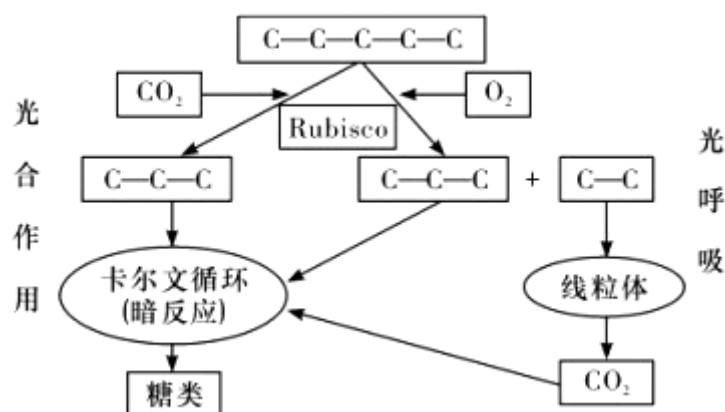 C—C—C—C—C
CO₂
O₂
Rubisco
光合作用
C—C—C
C—C—C
+
C—C
光呼吸
卡尔文循环
(暗反应)
线粒体
糖类
CO₂